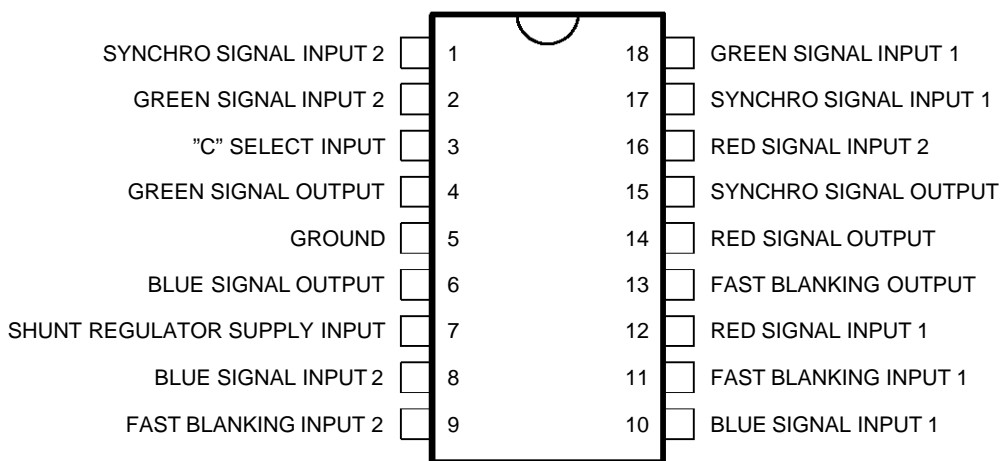 SYNCHRO SIGNAL INPUT 2 1 18 GREEN SIGNAL INPUT 1
GREEN SIGNAL INPUT 2 2 17 SYNCHRO SIGNAL INPUT 1
”C” SELECT INPUT 3 16 RED SIGNAL INPUT 2
GREEN SIGNAL OUTPUT 4 15 SYNCHRO SIGNAL OUTPUT
GROUND 5 14 RED SIGNAL OUTPUT
BLUE SIGNAL OUTPUT 6 13 FAST BLANKING OUTPUT
SHUNT REGULATOR SUPPLY INPUT 7 12 RED SIGNAL INPUT 1
BLUE SIGNAL INPUT 2 8 11 FAST BLANKING INPUT 1
FAST BLANKING INPUT 2 9 10 BLUE SIGNAL INPUT 1